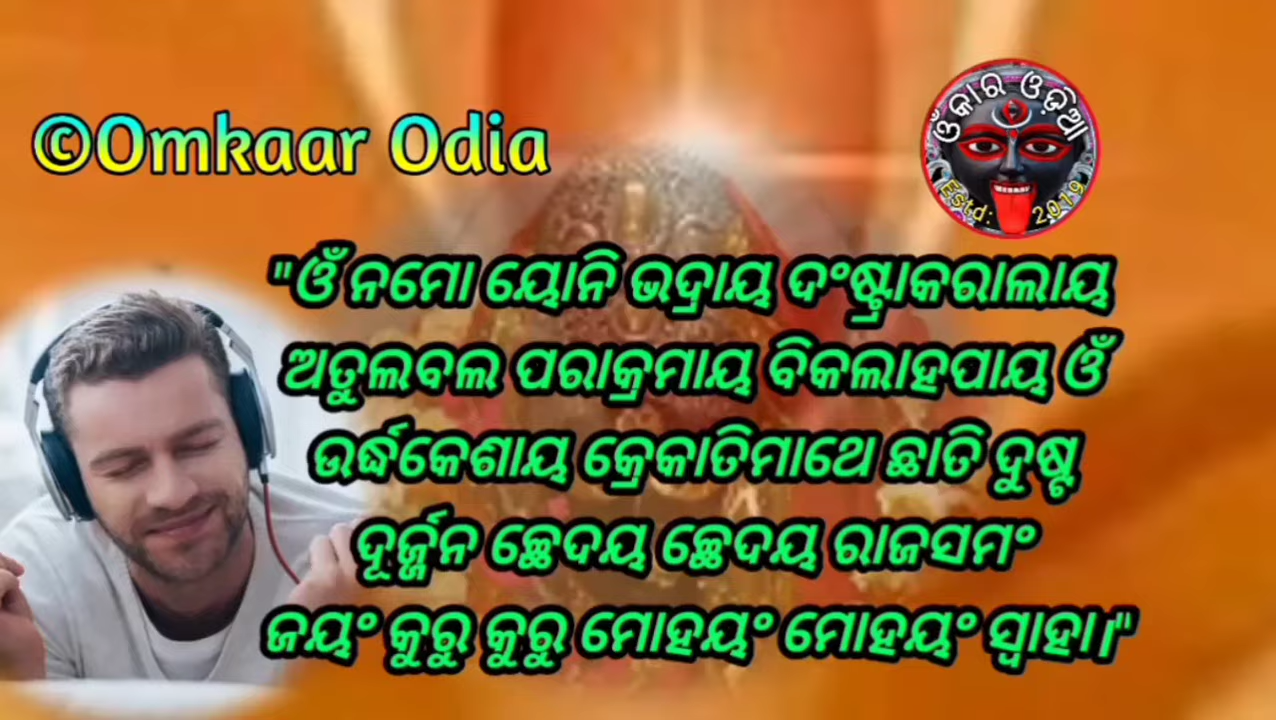 ©Omkaar Odia
ଓଁକାର ଓଡ଼ିଆ
Estd: 2019
"ଓଁ ନମୋ ୟୋନି ଭଦ୍ରାୟ ଦଂଷ୍ଟ୍ରାକରାଲାୟ
ଅତୁଲବଲ ପରାକ୍ରମାୟ ବିକଲାହପାୟ ଓଁ
ଉର୍ଦ୍ଧକେଶାୟ କ୍ରେକାତିମାଥେ ଛାତି ଦୁଷ୍ଟ
ଦୂର୍ଜ୍ଜନ ଚ୍ଛେଦୟ ଚ୍ଛେଦୟ ରାଜସମଂ
ଜୟଂ କୁରୁ କୁରୁ ମୋହୟଂ ମୋହୟଂ ସ୍ୱାହା।"